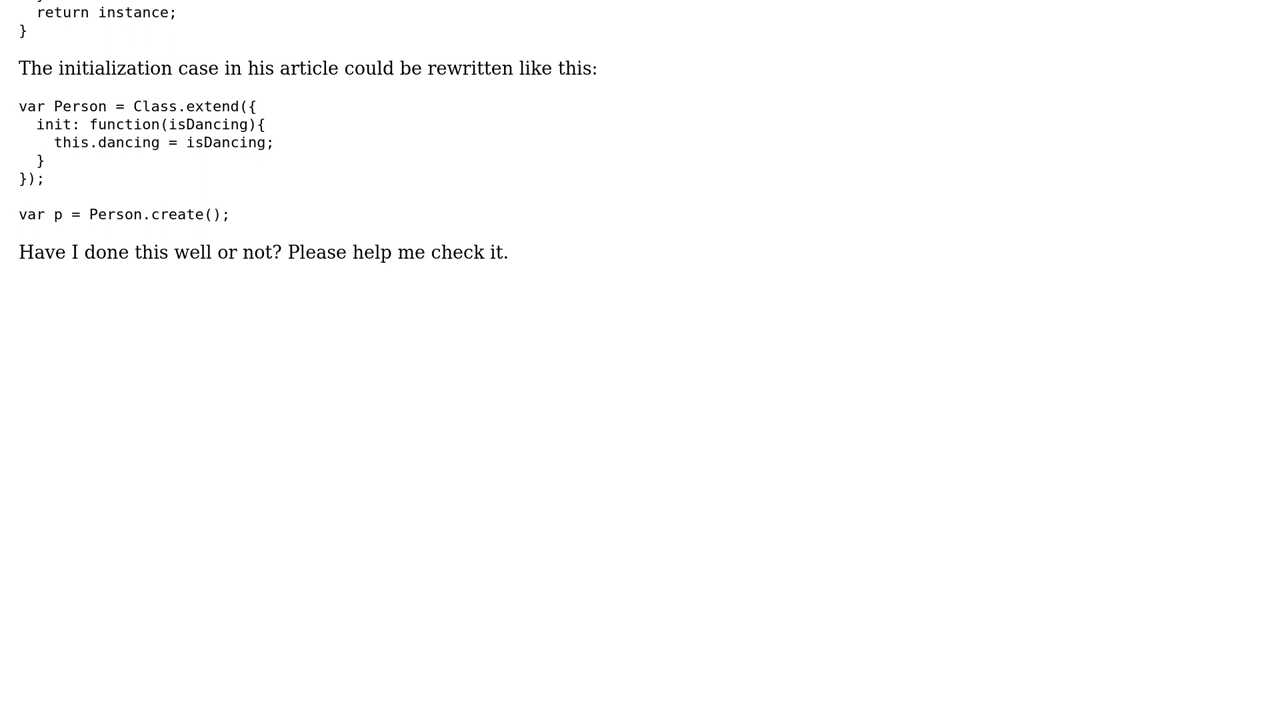 return instance;
}
The initialization case in his article could be rewritten like this:
var Person = Class.extend({
  init: function(isDancing){
    this.dancing = isDancing;
  }
});
var p = Person.create();
Have I done this well or not? Please help me check it.